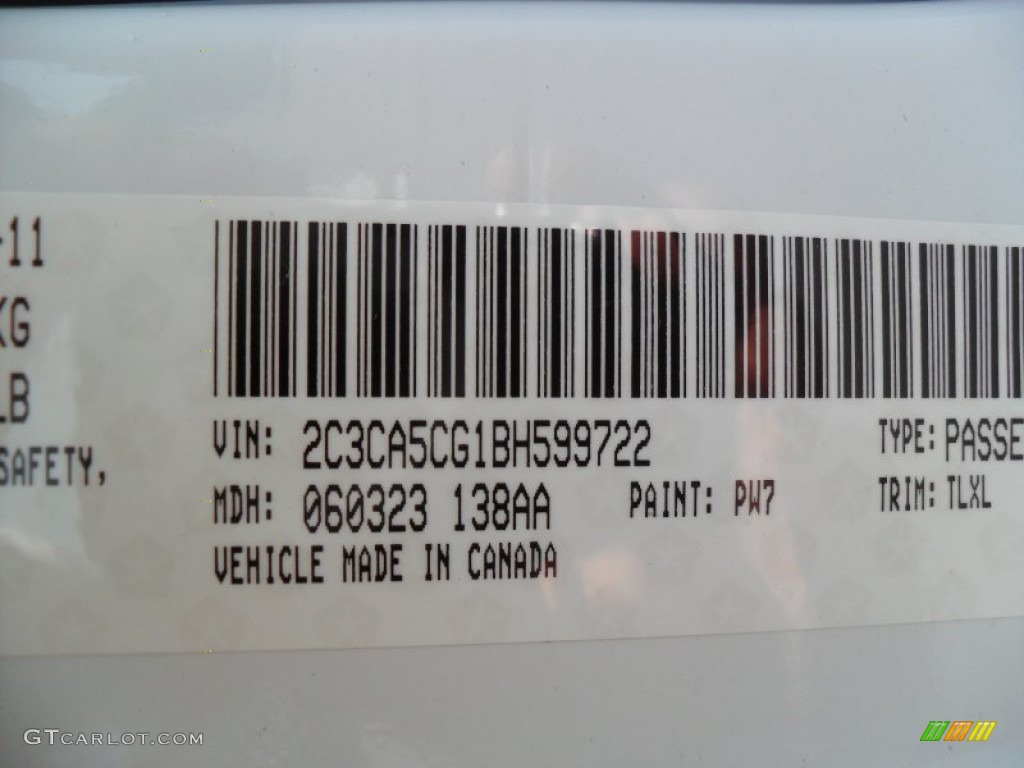 -11
KG
LB
SAFETY,
VIN: 2C3CA5CG1BH599722
TYPE: PASSE
MDH: 060323 138AA
PAINT: PW7
TRIM: TLXL
VEHICLE MADE IN CANADA
GTCARLOT.COM